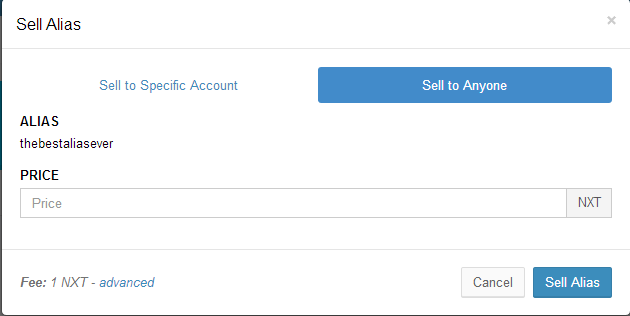 Sell Alias ×
Sell to Specific Account Sell to Anyone
ALIAS
thebestaliasever
PRICE
Price NXT
Fee: 1 NXT - advanced Cancel Sell Alias